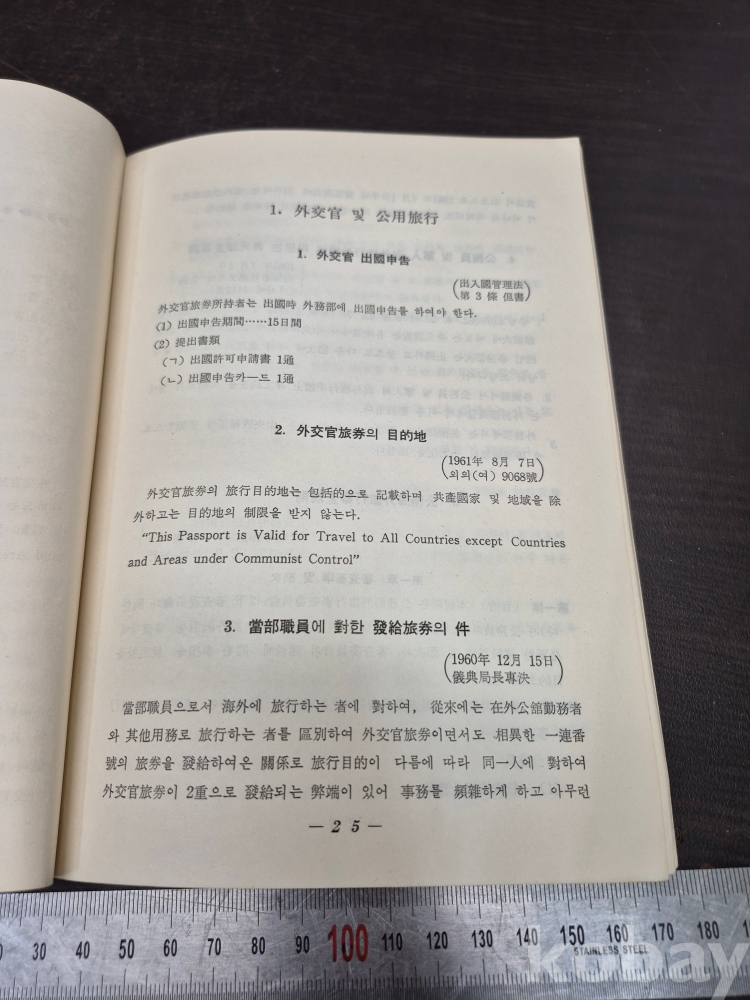 1. 外交官 및 公用旅行
1. 外交官 出國申告
(出入國管理法
第 3 條 但書)
外交官旅券所持者는 出國時 外務部에 出國申告를 하여야 한다.
(1) 出國申告期間……15日間
(2) 提出書類
(ㄱ) 出國許可申請書 1通
(ㄴ) 出國申告카ー드 1通
2. 外交官旅券의 目的地
(1961年 8月 7日
외의(여) 9068號)
外交官旅券의 旅行目的地는 包括的으로 記載하며 共產國家 및 地域을 除
外하고는 目的地의 制限을 받지 않는다.
"This Passport is Valid for Travel to All Countries except Countries
and Areas under Communist Control"
3. 當部職員에 對한 發給旅券의 件
(1960年 12月 15日
儀典局長專決)
當部職員으로서 海外에 旅行하는 者에 對하여, 從來에는 在外公館勤務者
와 其他用務로 旅行하는 者를 區別하여 外交官旅券이면서도 相異한 一連番
號의 旅券을 發給하여온 關係로 旅行目的이 다름에 따라 同一人에 對하여
外交官旅券이 2重으로 發給되는 弊端이 있어 事務를 頻雜하게 하고 아무런
— 2 5 —
30 40 50 60 70 80 90 100 110 120 130 140 150 160 170 180
STAINLESS STEEL
kobay